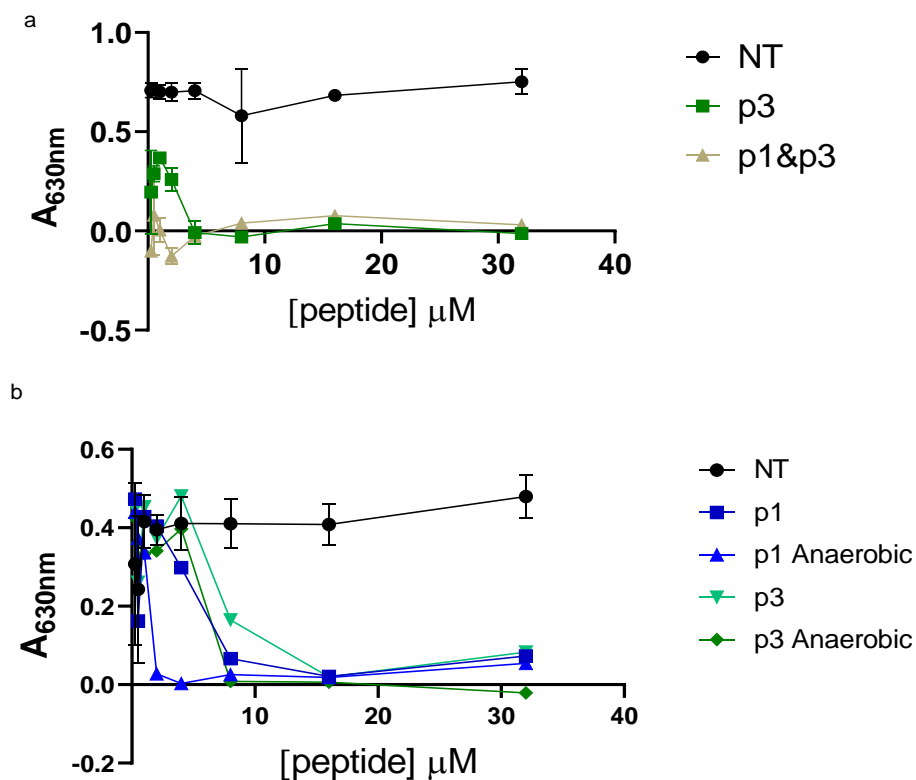 a
1.0
0.5
0.0
-0.5
A630nm
10
20
30
40
[peptide] μM
NT
p3
p1&p3
b
0.6
0.4
0.2
0.0
-0.2
A630nm
10
20
30
40
[peptide] μM
NT
p1
p1 Anaerobic
p3
p3 Anaerobic